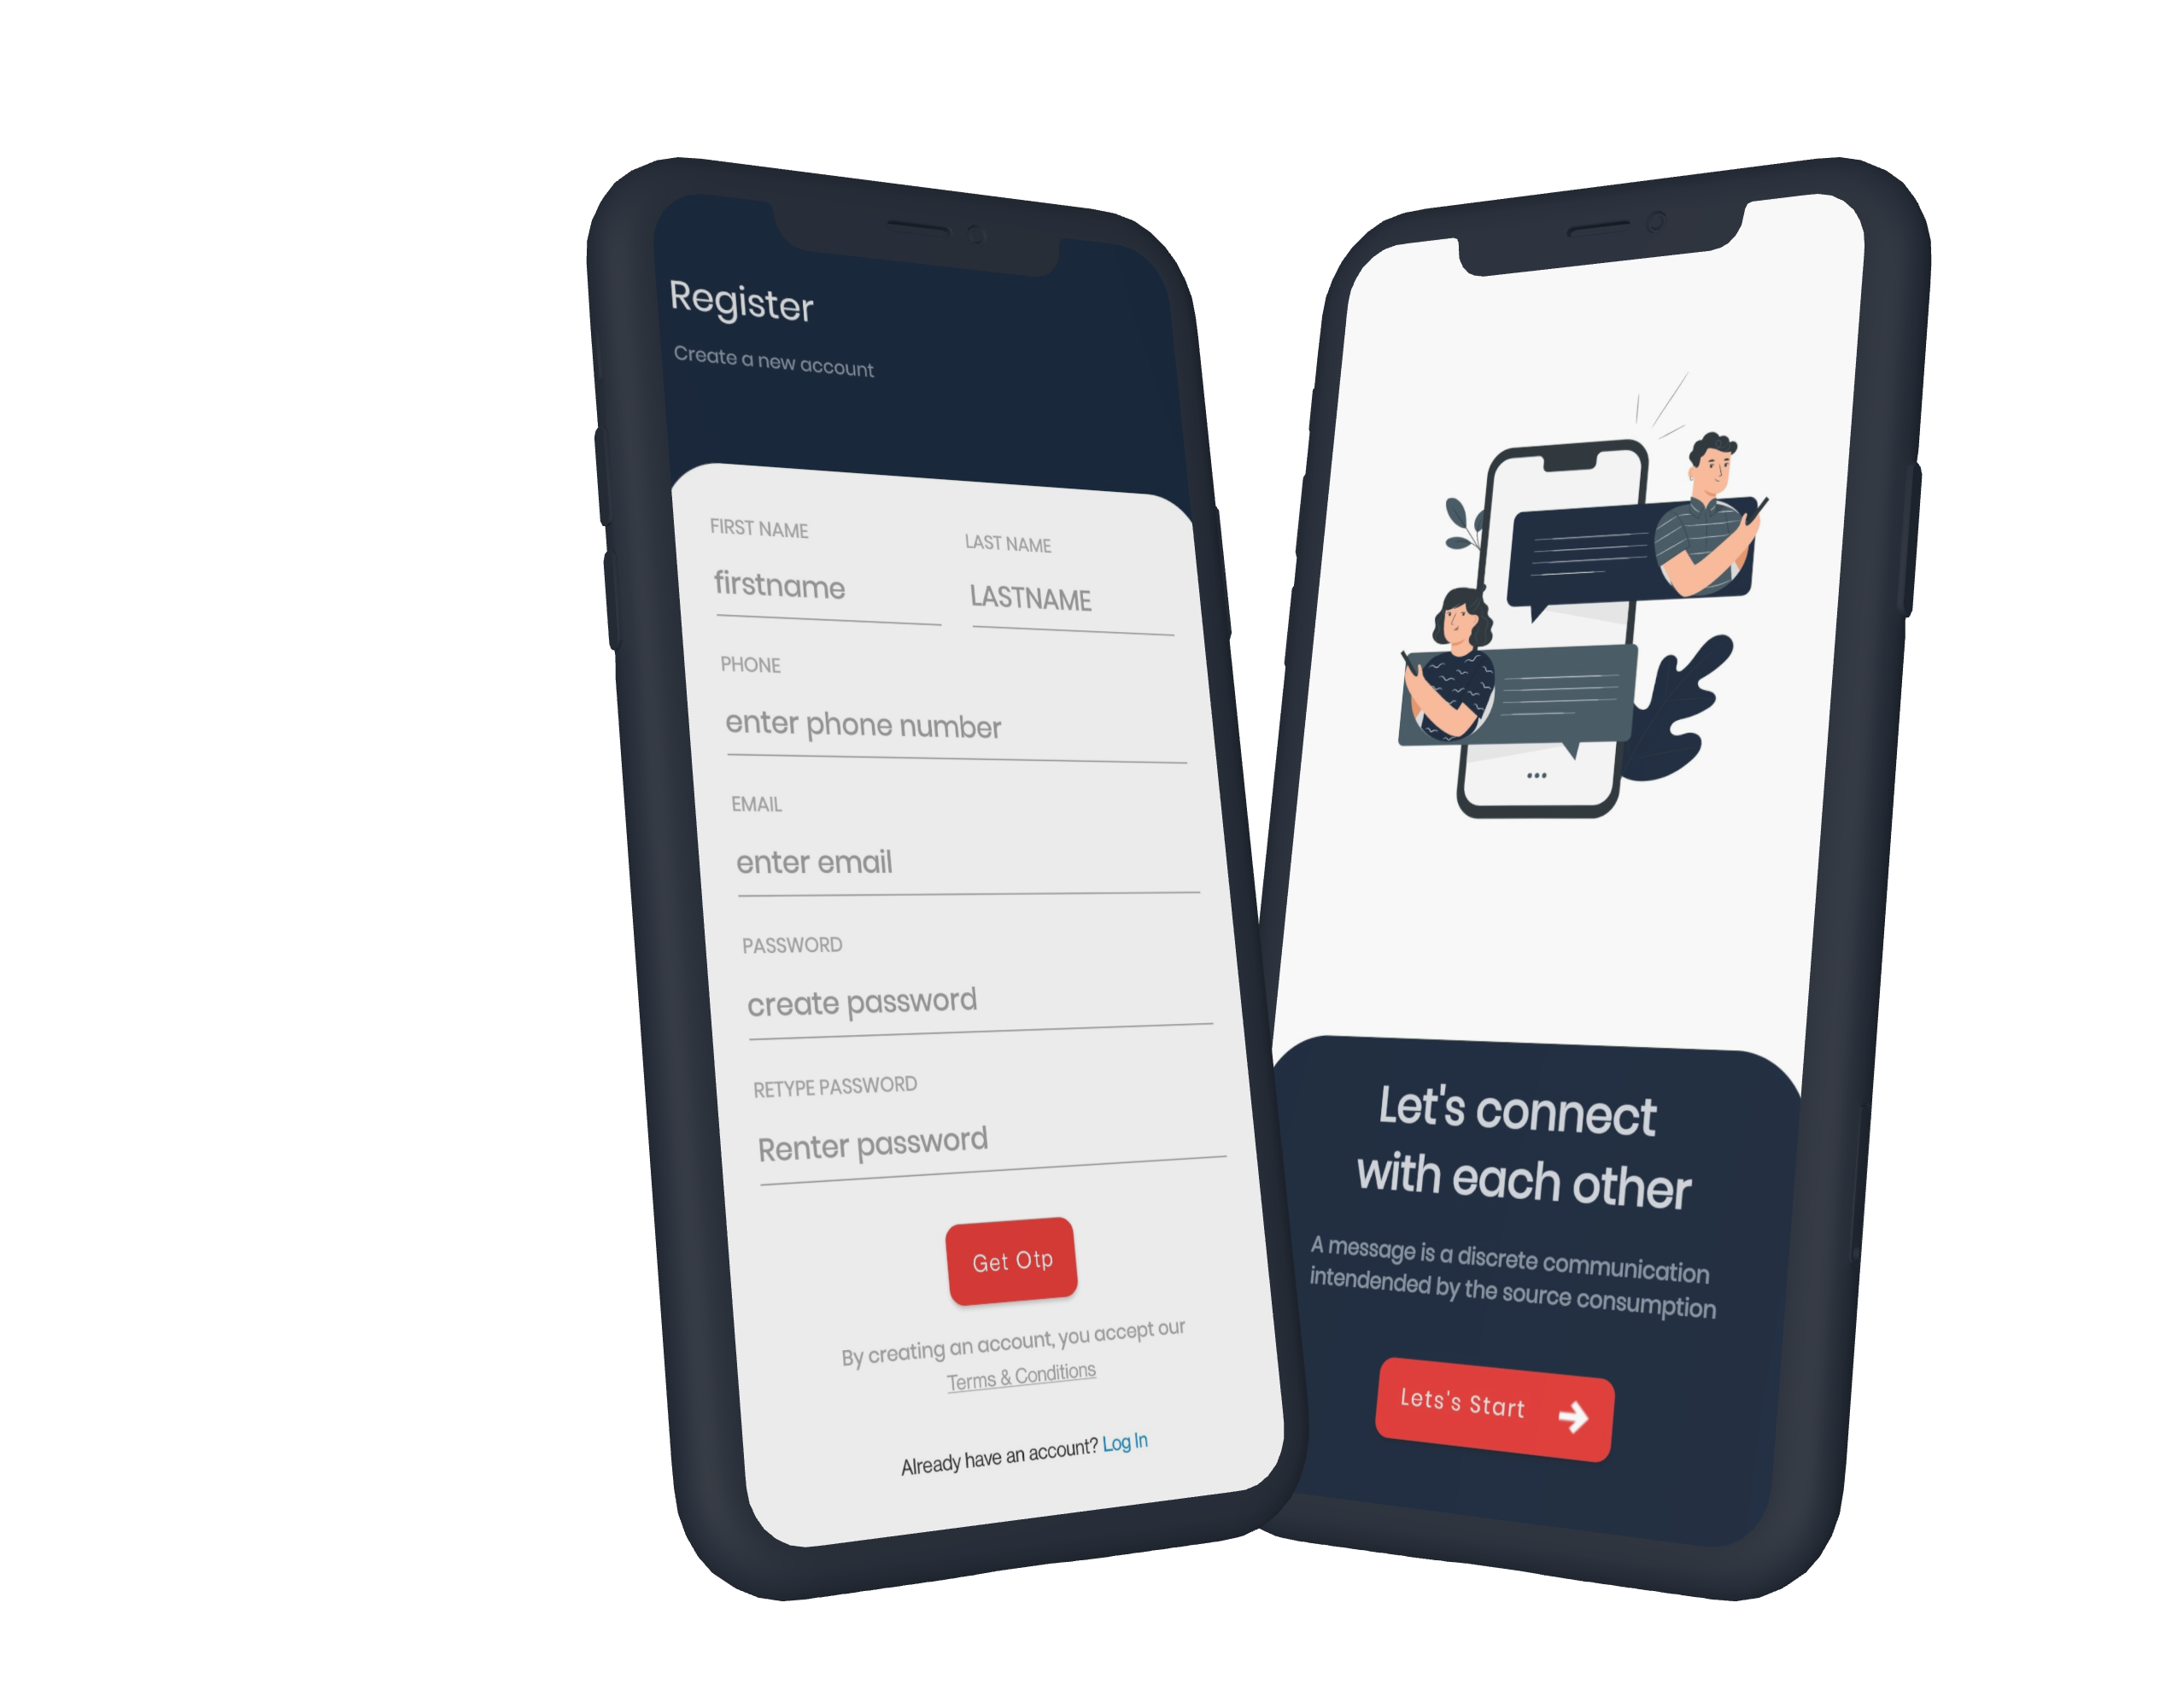 Register
Create a new account
FIRST NAME
LAST NAME
firstname
LASTNAME
PHONE
enter phone number
EMAIL
enter email
PASSWORD
create password
RETYPE PASSWORD
Renter password
Get Otp
By creating an account, you accept our
Terms & Conditions
Already have an account? Log In
Let's connect
with each other
A message is a discrete communication
intendended by the source consumption
Lets's Start